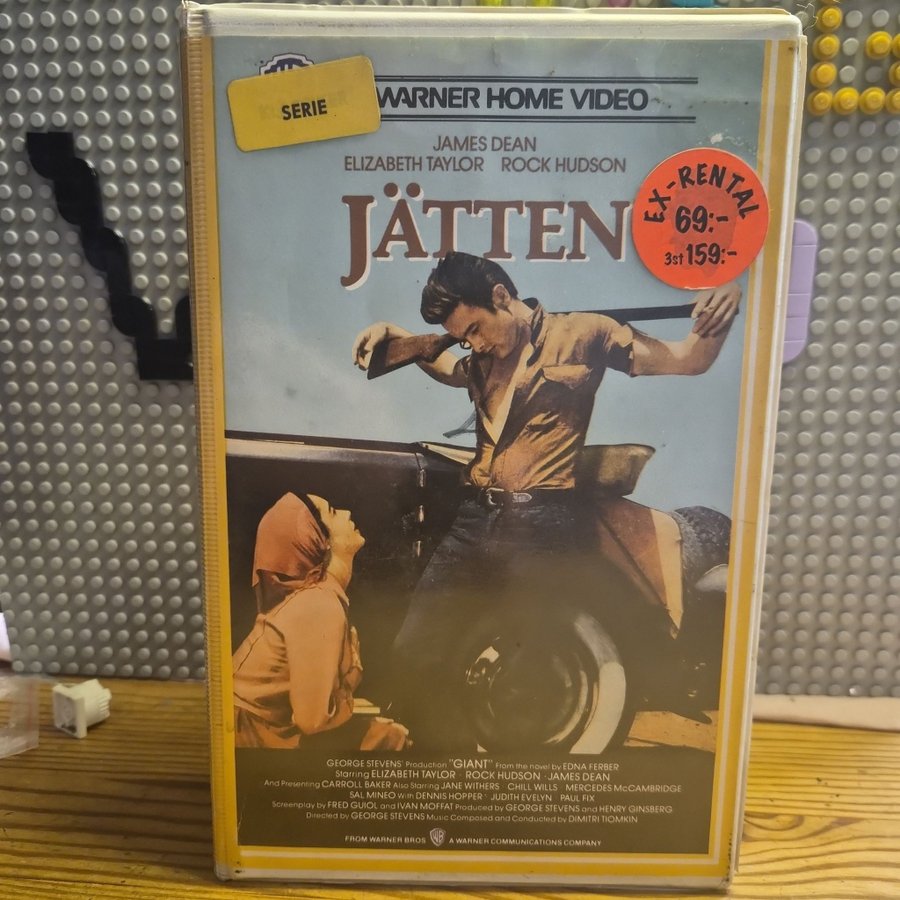 SERIE
WARNER HOME VIDEO
JAMES DEAN
ELIZABETH TAYLOR ROCK HUDSON
JÄTTEN
EX-RENTAL
69:-
3st 159:-
GEORGE STEVENS' Production "GIANT" From the novel by EDNA FERBER
Starring ELIZABETH TAYLOR · ROCK HUDSON · JAMES DEAN
And Presenting CARROLL BAKER Also Starring JANE WITHERS CHILL WILLS MERCEDES McCAMBRIDGE
SAL MINEO with DENNIS HOPPER · JUDITH EVELYN · PAUL FIX
Screenplay by FRED GUIOL and IVAN MOFFAT Produced by GEORGE STEVENS and HENRY GINSBERG
Directed by GEORGE STEVENS Music Composed and Conducted by DIMITRI TIOMKIN
FROM WARNER BROS WB A WARNER COMMUNICATIONS COMPANY